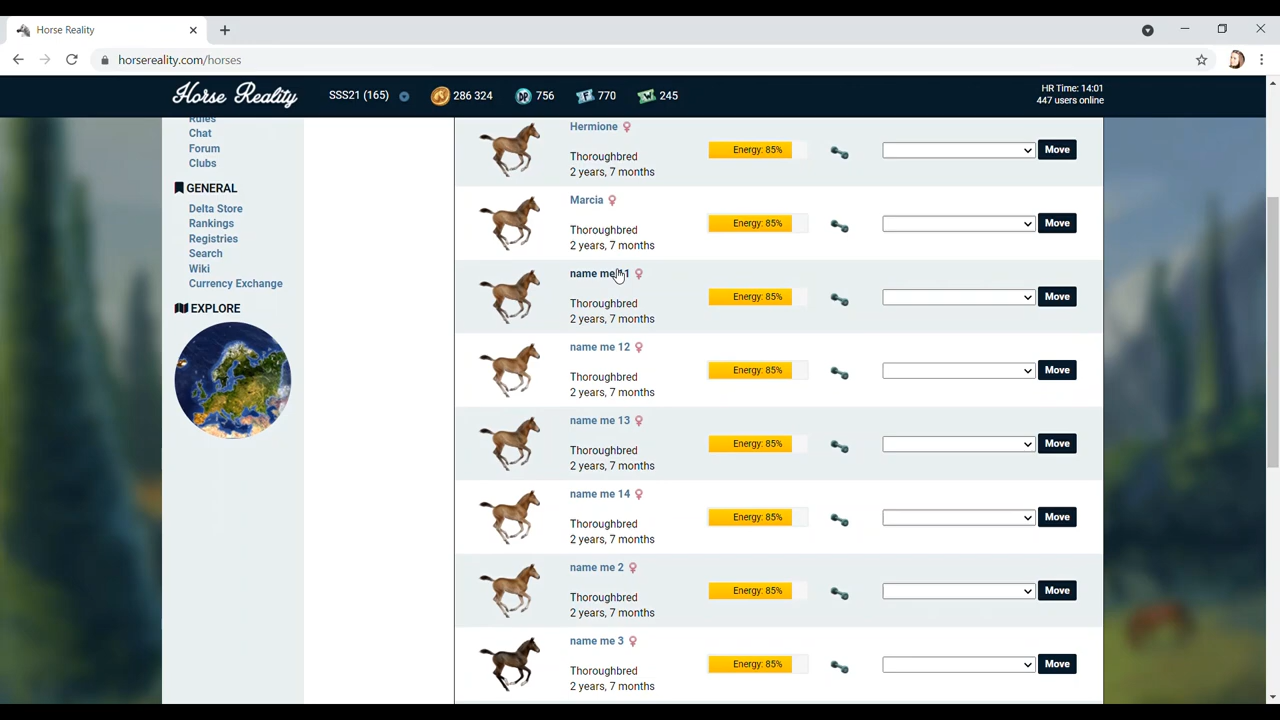 Horse Reality
horsereality.com/horses
Horse Reality
SSS21 (165)
286 324
DP
756
F
770
W
245
HR Time: 14:01
447 users online
Rules
Chat
Forum
Clubs
GENERAL
Delta Store
Rankings
Registries
Search
Wiki
Currency Exchange
EXPLORE
Hermione
Thoroughbred
2 years, 7 months
Energy: 85%
Move
Marcia
Thoroughbred
2 years, 7 months
Energy: 85%
Move
name me
Thoroughbred
2 years, 7 months
Energy: 85%
Move
name me 12
Thoroughbred
2 years, 7 months
Energy: 85%
Move
name me 13
Thoroughbred
2 years, 7 months
Energy: 85%
Move
name me 14
Thoroughbred
2 years, 7 months
Energy: 85%
Move
name me 2
Thoroughbred
2 years, 7 months
Energy: 85%
Move
name me 3
Thoroughbred
2 years, 7 months
Energy: 85%
Move